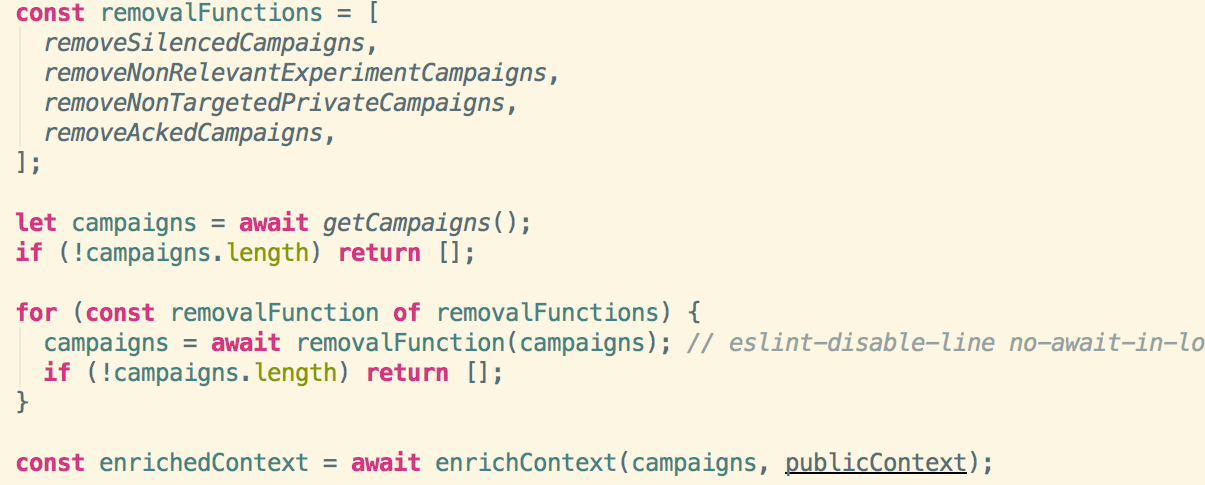 const removalFunctions = [
  removeSilencedCampaigns,
  removeNonRelevantExperimentCampaigns,
  removeNonTargetedPrivateCampaigns,
  removeAckedCampaigns,
];
let campaigns = await getCampaigns();
if (!campaigns.length) return [];
for (const removalFunction of removalFunctions) {
  campaigns = await removalFunction(campaigns); // eslint-disable-line no-await-in-lo
  if (!campaigns.length) return [];
}
const enrichedContext = await enrichContext(campaigns, publicContext);